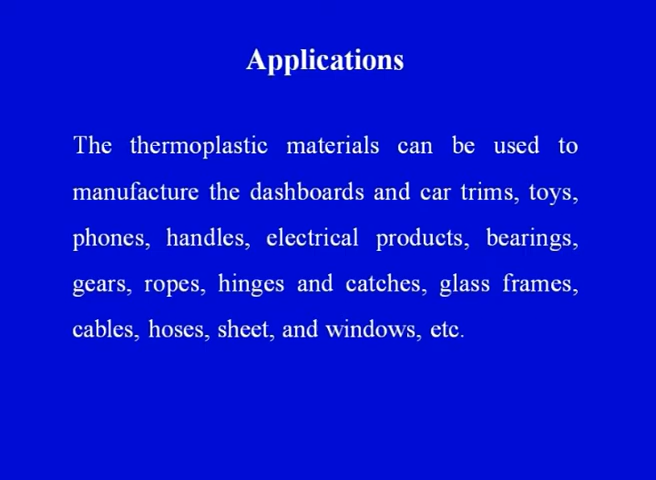 Applications
The thermoplastic materials can be used to
manufacture the dashboards and car trims, toys,
phones, handles, electrical products, bearings,
gears, ropes, hinges and catches, glass frames,
cables, hoses, sheet, and windows, etc.